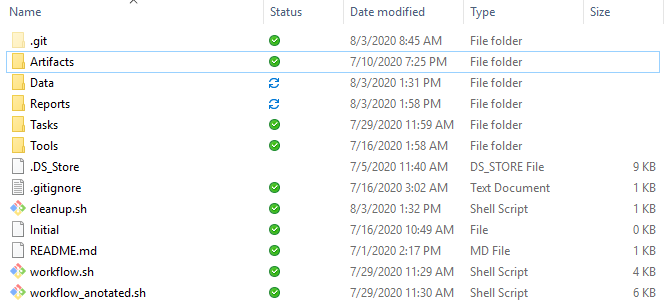 Name Status Date modified Type Size
.git 8/3/2020 8:45 AM File folder
Artifacts 7/10/2020 7:25 PM File folder
Data 8/3/2020 1:31 PM File folder
Reports 8/3/2020 1:58 PM File folder
Tasks 7/29/2020 11:59 AM File folder
Tools 7/16/2020 1:58 AM File folder
.DS_Store 7/5/2020 11:40 AM DS_STORE File 9 KB
.gitignore 7/16/2020 3:02 AM Text Document 1 KB
cleanup.sh 8/3/2020 1:32 PM Shell Script 1 KB
Initial 7/16/2020 10:49 AM File 0 KB
README.md 7/1/2020 2:17 PM MD File 1 KB
workflow.sh 7/29/2020 11:29 AM Shell Script 4 KB
workflow_anotated.sh 7/29/2020 11:30 AM Shell Script 6 KB